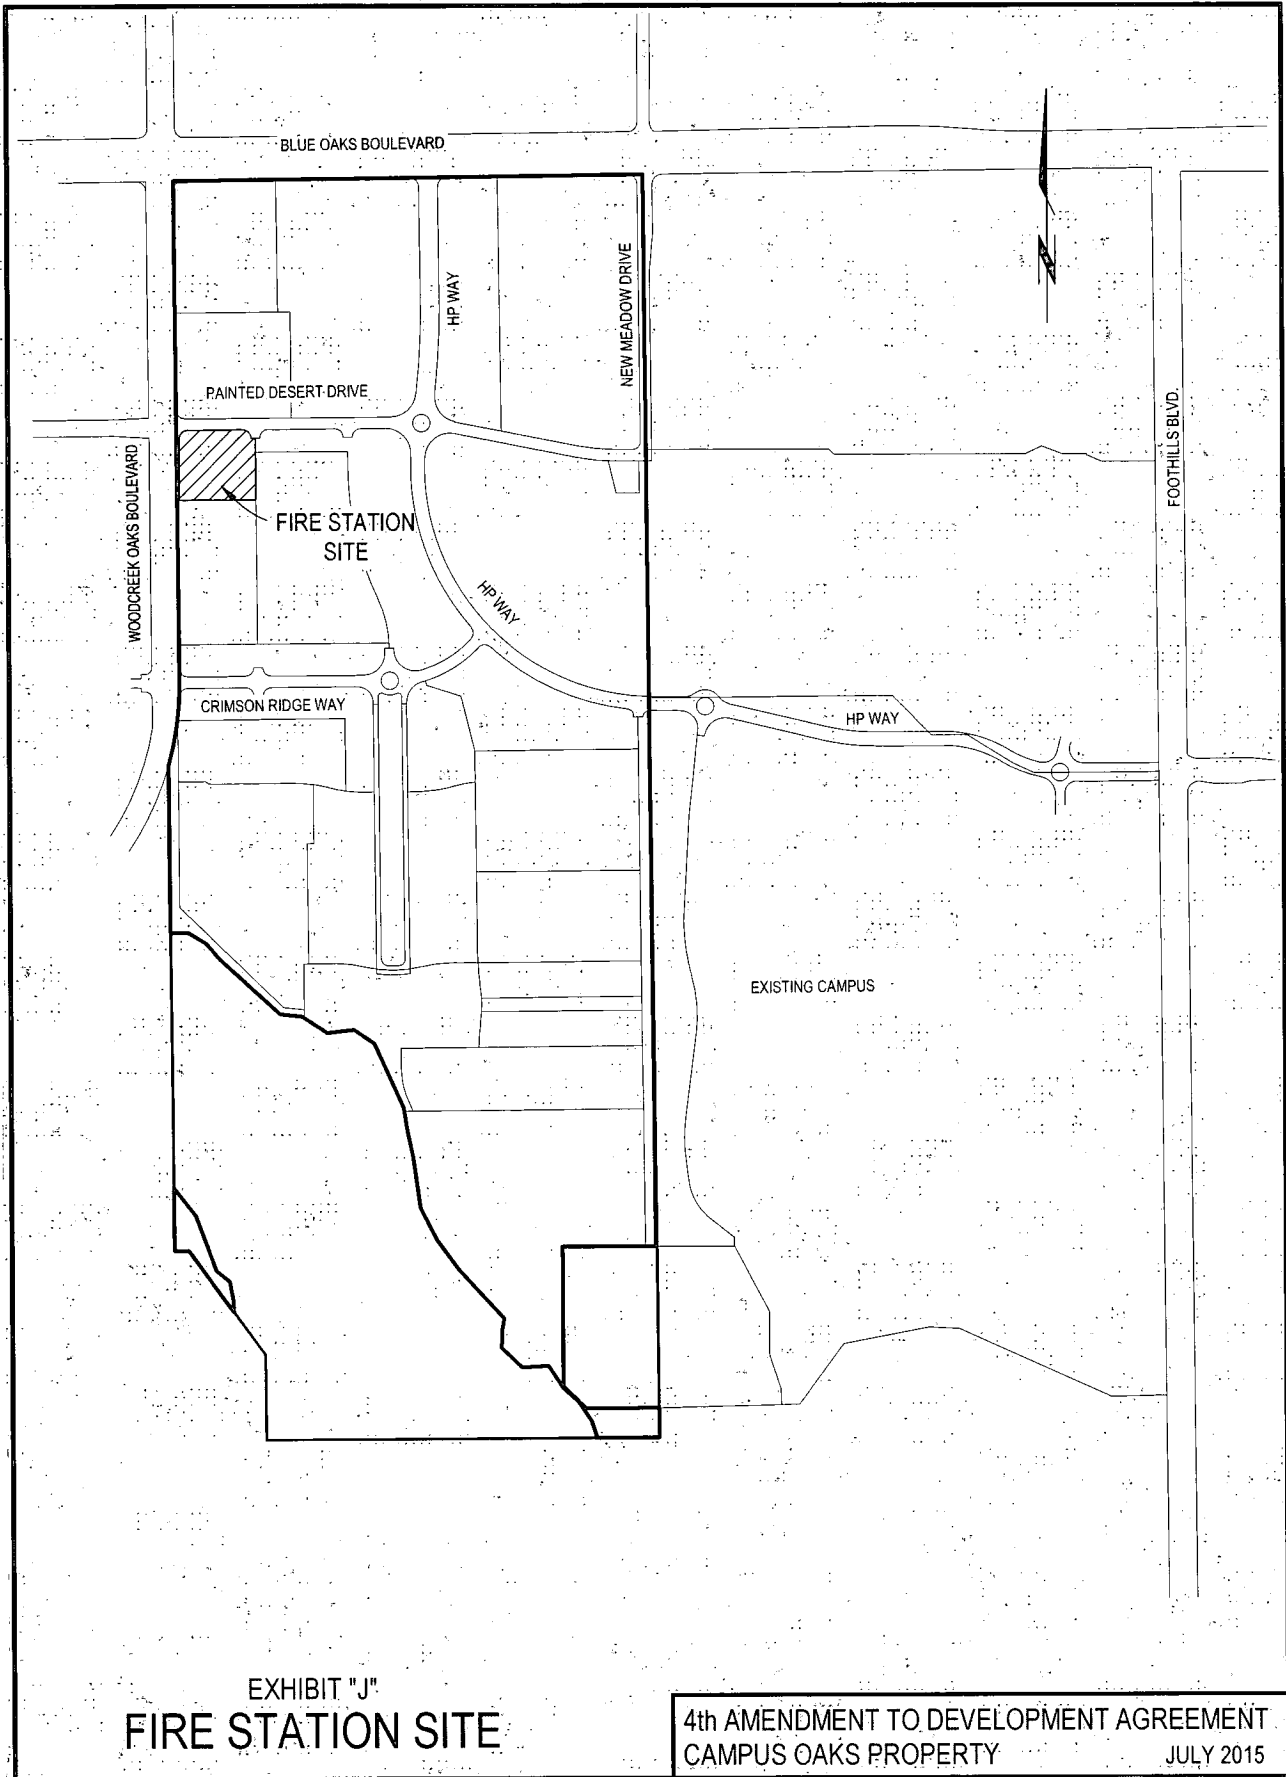 BLUE OAKS BOULEVARD
HP WAY
NEW MEADOW DRIVE
N
PAINTED DESERT DRIVE
FOOTHILLS BLVD.
WOODCREEK OAKS BOULEVARD
FIRE STATION
SITE
HP WAY
CRIMSON RIDGE WAY
HP WAY
EXISTING CAMPUS
EXHIBIT "J"
FIRE STATION SITE
4th AMENDMENT TO DEVELOPMENT AGREEMENT
CAMPUS OAKS PROPERTY
JULY 2015